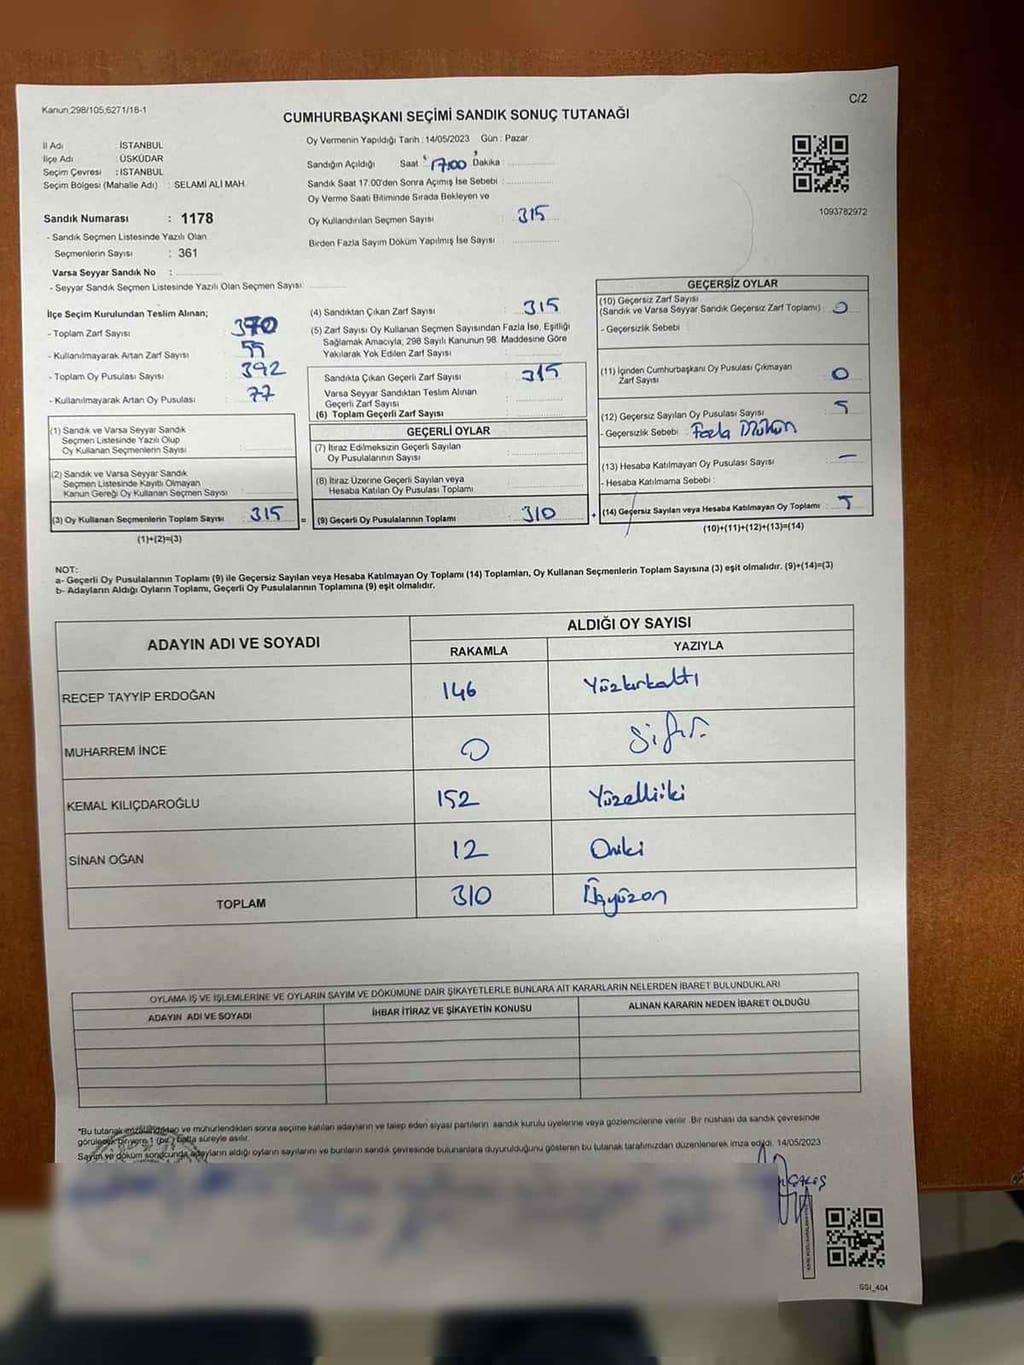 Kanun:298/105;6271/18-1
C/2
CUMHURBAŞKANI SEÇİMİ SANDIK SONUÇ TUTANAĞI
İl Adı : İSTANBUL
İlçe Adı : ÜSKÜDAR
Seçim Çevresi : İSTANBUL
Seçim Bölgesi (Mahalle Adı) : SELAMİ ALİ MAH
Oy Vermenin Yapıldığı Tarih : 14/05/2023 Gün : Pazar
Sandığın Açıldığı Saat : 17:00 Dakika :
Sandık Saat 17.00'den Sonra Açımış İse Sebebi :
Oy Verme Saati Bitiminde Sırada Bekleyen ve
Oy Kullandırılan Seçmen Sayısı 315
Birden Fazla Sayım Döküm Yapılmış İse Sayısı :
1093782972
Sandık Numarası : 1178
- Sandık Seçmen Listesinde Yazılı Olan
Seçmenlerin Sayısı : 361
Varsa Seyyar Sandık No :
- Seyyar Sandık Seçmen Listesinde Yazılı Olan Seçmen Sayısı:
İlçe Seçim Kurulundan Teslim Alınan;
- Toplam Zarf Sayısı : 370
- Kullanılmayarak Artan Zarf Sayısı : 55
- Toplam Oy Pusulası Sayısı : 392
- Kullanılmayarak Artan Oy Pusulası : 77
(1) Sandık ve Varsa Seyyar Sandık
Seçmen Listesinde Yazılı Olup
Oy Kullanan Seçmenlerin Sayısı :
(2) Sandık ve Varsa Seyyar Sandık
Seçmen Listesinde Kayıtlı Olmayan
Kanun Gereği Oy Kullanan Seçmen Sayısı :
(3) Oy Kullanan Seçmenlerin Toplam Sayısı : 315
(1)+(2)=(3)
(4) Sandıktan Çıkan Zarf Sayısı : 315
(5) Zarf Sayısı Oy Kullanan Seçmen Sayısından Fazla İse, Eşitliği
Sağlamak Amacıyla; 298 Sayılı Kanunun 98. Maddesine Göre
Yakılarak Yok Edilen Zarf Sayısı :
Sandıkta Çıkan Geçerli Zarf Sayısı : 315
Varsa Seyyar Sandıktan Teslim Alınan
Geçerli Zarf Sayısı :
(6) Toplam Geçerli Zarf Sayısı :
GEÇERLİ OYLAR
(7) İtiraz Edilmeksizin Geçerli Sayılan
Oy Pusulalarının Sayısı :
(8) İtiraz Üzerine Geçerli Sayılan veya
Hesaba Katılan Oy Pusulası Toplamı :
= (9) Geçerli Oy Pusulalarının Toplamı : 310 +
GEÇERSİZ OYLAR
(10) Geçersiz Zarf Sayısı
(Sandık ve Varsa Seyyar Sandık Geçersiz Zarf Toplamı) : 0
- Geçersizlik Sebebi :
(11) İçinden Cumhurbaşkanı Oy Pusulası Çıkmayan
Zarf Sayısı : 0
(12) Geçersiz Sayılan Oy Pusulası Sayısı : 5
- Geçersizlik Sebebi : Fazla Mühür
(13) Hesaba Katılmayan Oy Pusulası Sayısı : –
- Hesaba Katılmama Sebebi :
(14) Geçersiz Sayılan veya Hesaba Katılmayan Oy Toplamı : 5
(10)+(11)+(12)+(13)=(14)
NOT:
a- Geçerli Oy Pusulalarının Toplamı (9) ile Geçersiz Sayılan veya Hesaba Katılmayan Oy Toplamı (14) Toplamları, Oy Kullanan Seçmenlerin Toplam Sayısına (3) eşit olmalıdır. (9)+(14)=(3)
b- Adayların Aldığı Oyların Toplamı, Geçerli Oy Pusulalarının Toplamına (9) eşit olmalıdır.
ADAYIN ADI VE SOYADI
ALDIĞI OY SAYISI
RAKAMLA YAZIYLA
RECEP TAYYİP ERDOĞAN 146 Yüzkırkaltı
MUHARREM İNCE 0 Sıfır.
KEMAL KILIÇDAROĞLU 152 Yüzelliiki
SİNAN OĞAN 12 Oniki
TOPLAM 310 Üçyüzon
OYLAMA İŞ VE İŞLEMLERİNE VE OYLARIN SAYIM VE DÖKÜMÜNE DAİR ŞİKAYETLERLE BUNLARA AİT KARARLARIN NELERDEN İBARET BULUNDUKLARI
ADAYIN ADI VE SOYADI İHBAR İTİRAZ VE ŞİKAYETİN KONUSU ALINAN KARARIN NEDEN İBARET OLDUĞU
*Bu tutanak imzalandıktan ve mühürlendikten sonra seçime katılan adayların ve talep eden siyasi partilerin sandık kurulu üyelerine veya gözlemcilerine verilir. Bir nüshası da sandık çevresinde
görülecek bir yere 1 (bir) hafta süreyle asılır.
Sayım ve döküm sonucunda adayların aldığı oyların sayılarını ve bunların sandık çevresinde bulunanlara duyurulduğunu gösteren bu tutanak tarafımızdan düzenlenerek imza edildi. 14/05/2023
SSI_404